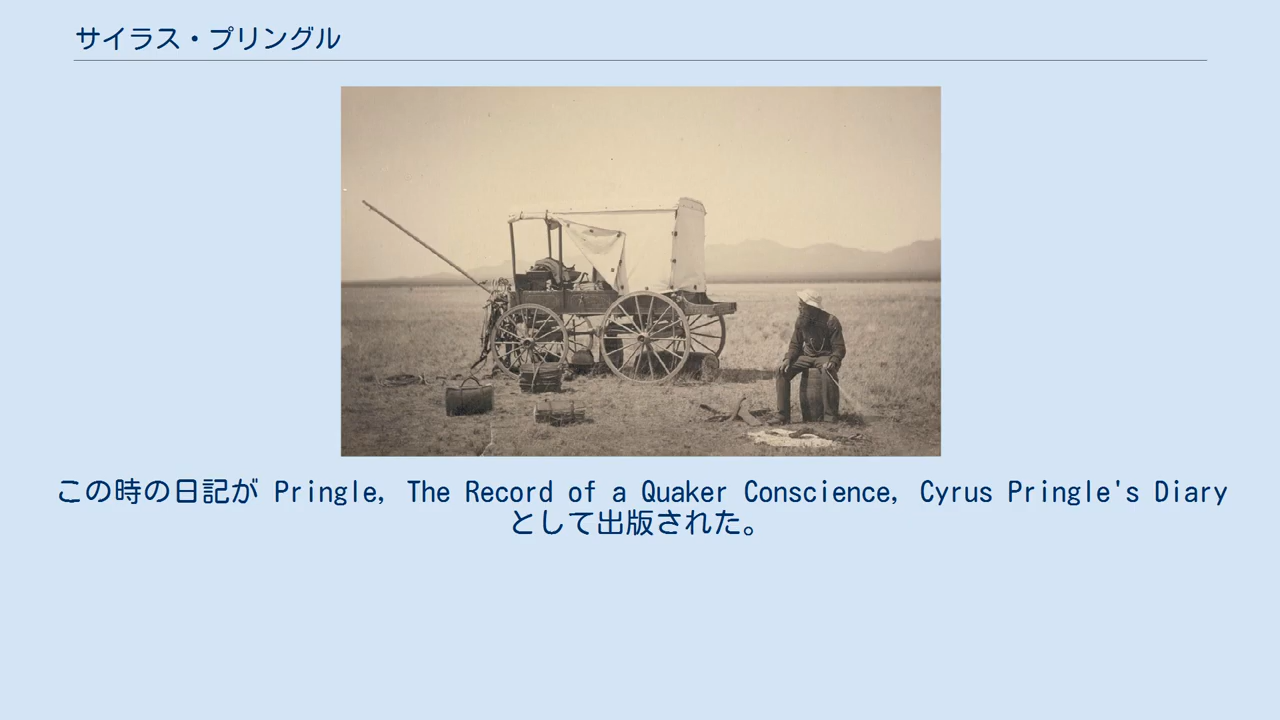 サイラス・プリングル
この時の日記が Pringle, The Record of a Quaker Conscience, Cyrus Pringle's Diary
として出版された。